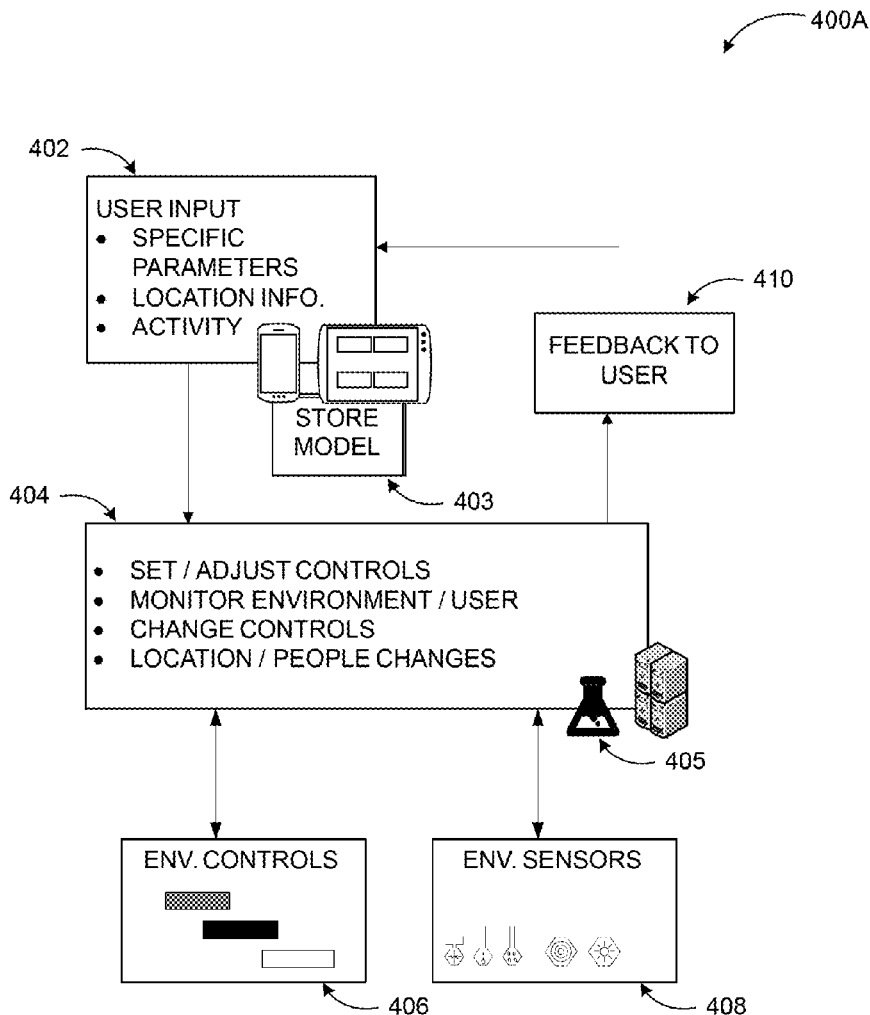 400A
402
USER INPUT
• SPECIFIC
PARAMETERS
• LOCATION INFO.
• ACTIVITY
410
FEEDBACK TO
USER
STORE
MODEL
403
404
• SET / ADJUST CONTROLS
• MONITOR ENVIRONMENT / USER
• CHANGE CONTROLS
• LOCATION / PEOPLE CHANGES
405
ENV. CONTROLS
ENV. SENSORS
406
408